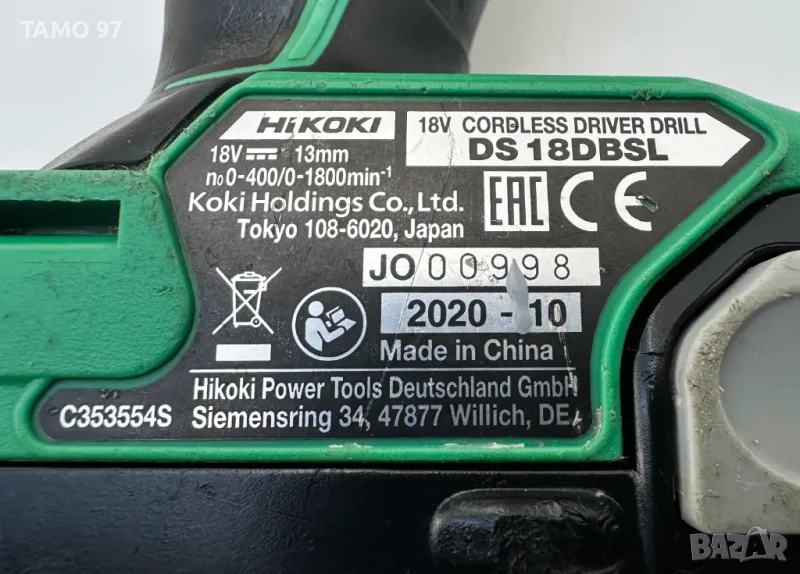 TAMO 97
HiKOKI
18V CORDLESS DRIVER DRILL
DS 18DBSL
18V 13mm
n₀ 0-400/0-1800min⁻¹
Koki Holdings Co., Ltd.
Tokyo 108-6020, Japan
EAC CE
JO 00998
2020 - 10
Made in China
Hikoki Power Tools Deutschland GmbH
C353554S
Siemensring 34, 47877 Willich, DE
BAZAR